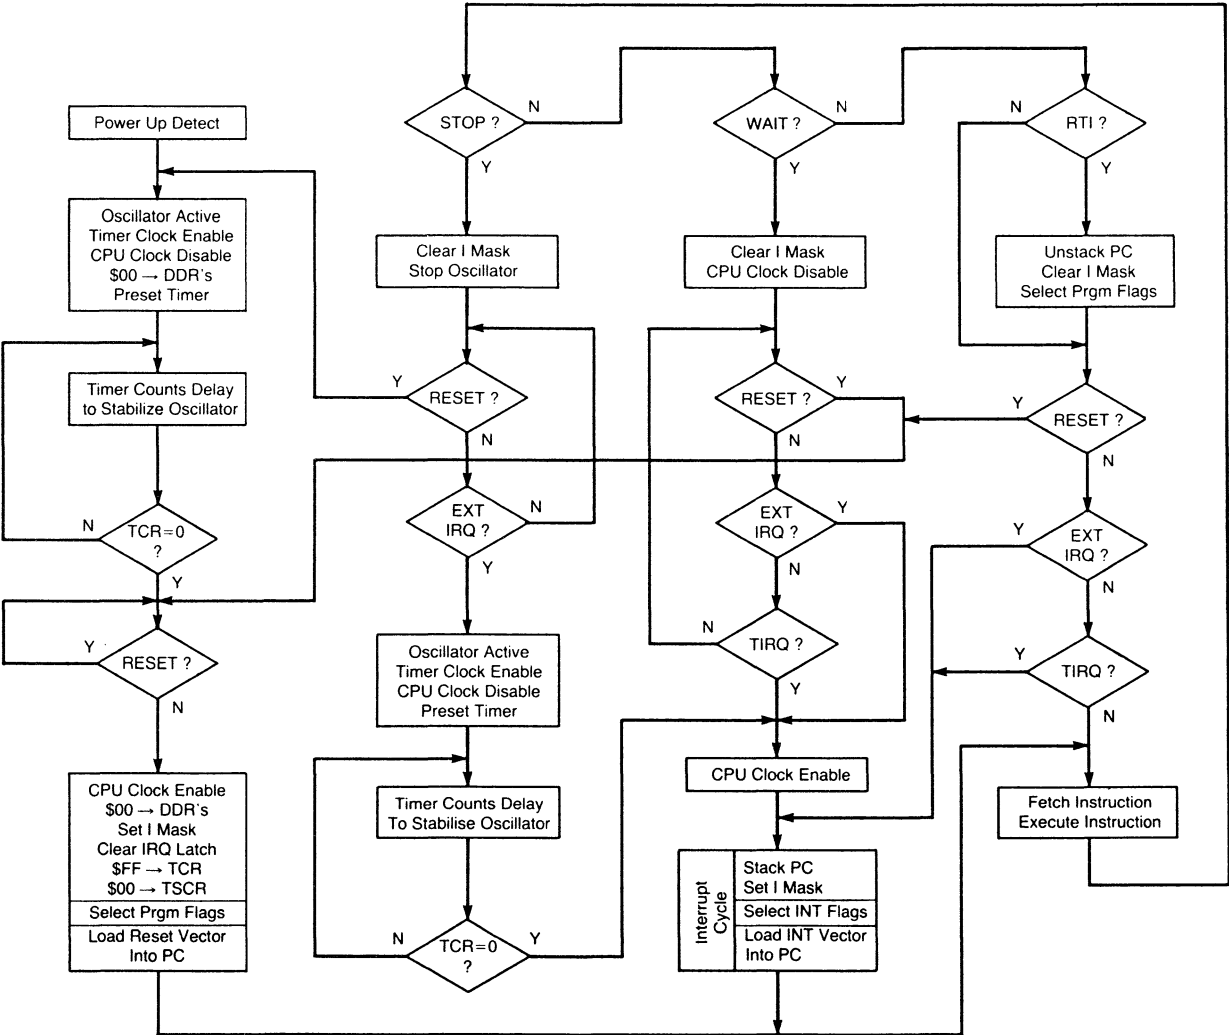 Power Up Detect
Oscillator Active
Timer Clock Enable
CPU Clock Disable
$00 → DDR's
Preset Timer
Timer Counts Delay
to Stabilize Oscillator
N
TCR=0
?
Y
Y
RESET ?
N
CPU Clock Enable
$00 → DDR's
Set I Mask
Clear IRQ Latch
$FF → TCR
$00 → TSCR
Select Prgm Flags
Load Reset Vector
Into PC
STOP ?
N
Y
Clear I Mask
Stop Oscillator
Y
RESET ?
N
EXT
IRQ ?
N
Y
Oscillator Active
Timer Clock Enable
CPU Clock Disable
Preset Timer
Timer Counts Delay
To Stabilise Oscillator
N
TCR=0
?
Y
WAIT ?
N
Y
Clear I Mask
CPU Clock Disable
RESET ?
Y
N
EXT
IRQ ?
Y
N
N
TIRQ ?
Y
CPU Clock Enable
Interrupt
Cycle
Stack PC
Set I Mask
Select INT Flags
Load INT Vector
Into PC
N
RTI ?
Y
Unstack PC
Clear I Mask
Select Prgm Flags
Y
RESET ?
N
Y
EXT
IRQ ?
N
Y
TIRQ ?
N
Fetch Instruction
Execute Instruction